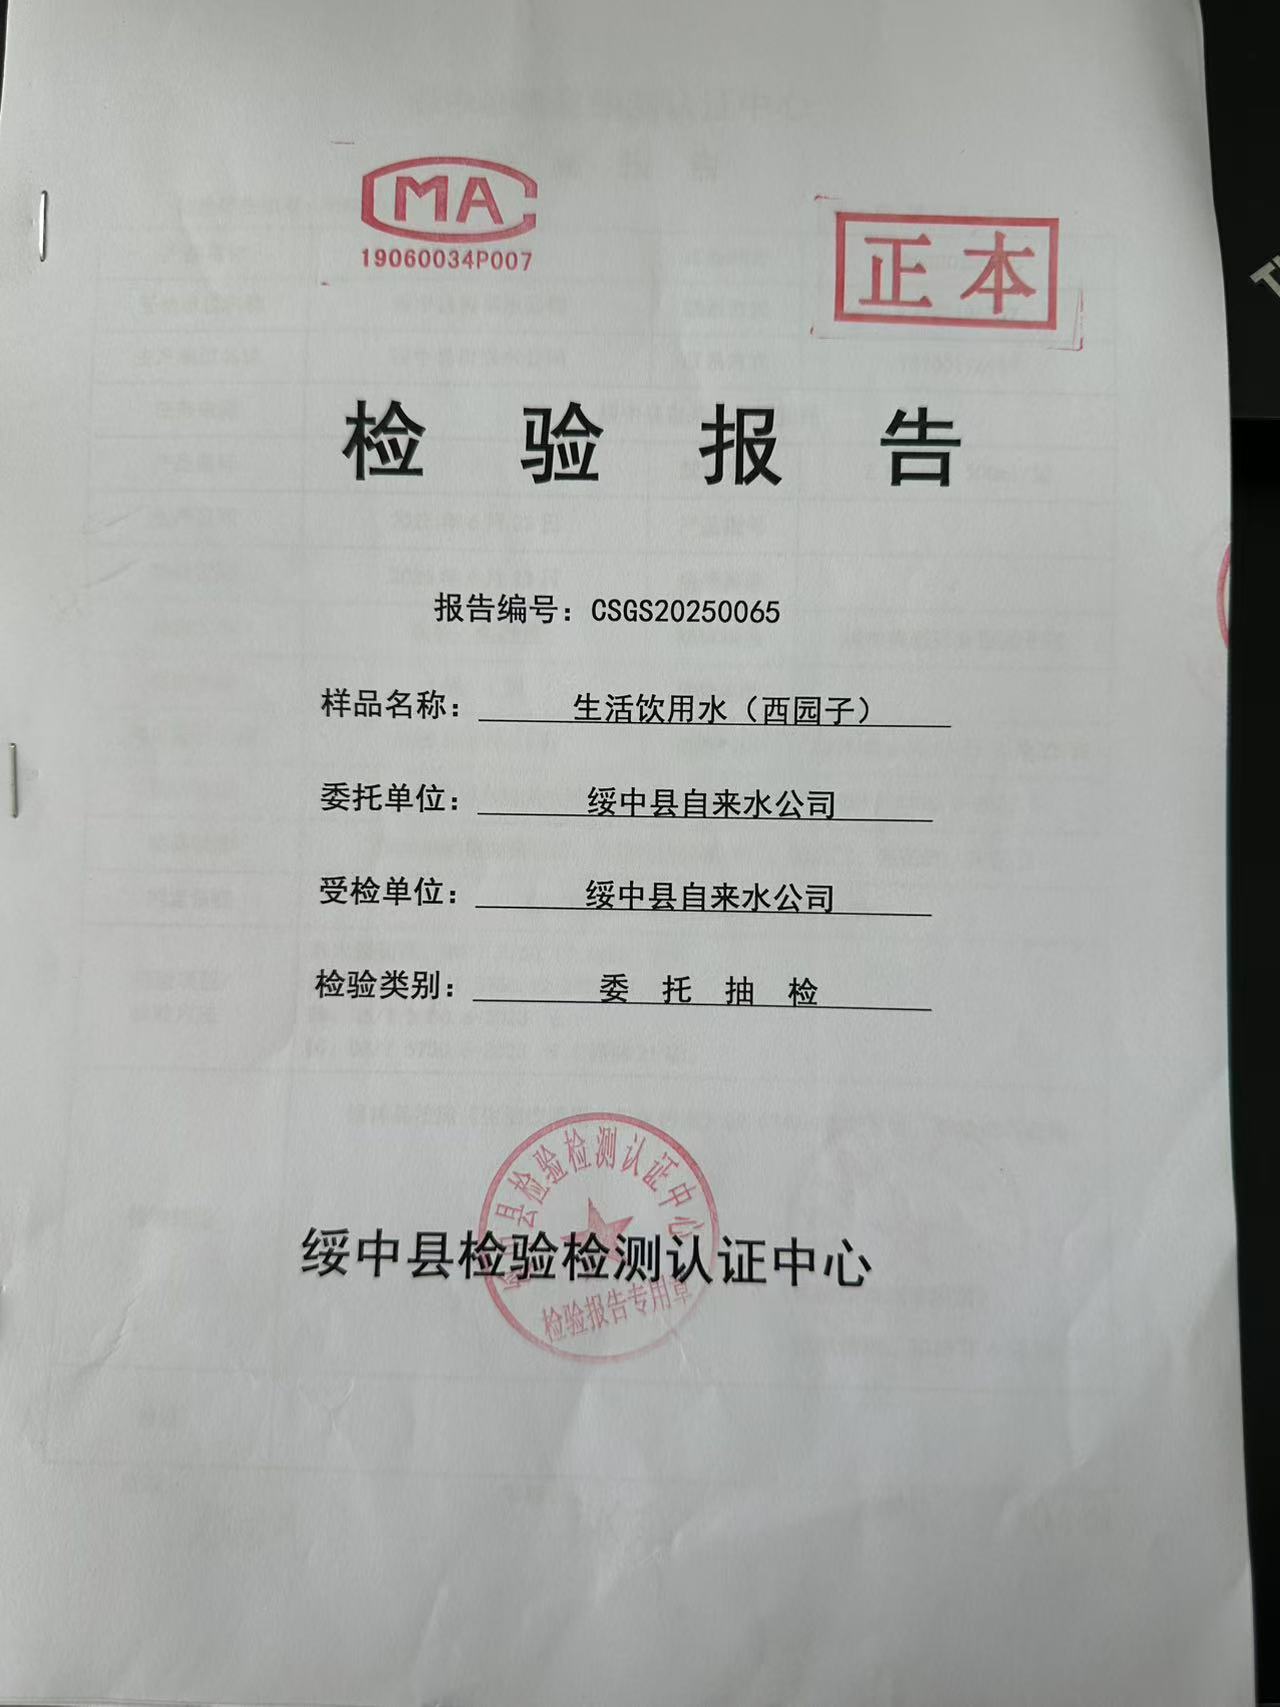 MA
19060034P007
正本
检验报告
报告编号：CSGS20250065
样品名称：生活饮用水（西园子）
委托单位：绥中县自来水公司
受检单位：绥中县自来水公司
检验类别：委托抽检
绥中县检验检测认证中心
绥中县检验检测认证中心
检验报告专用章